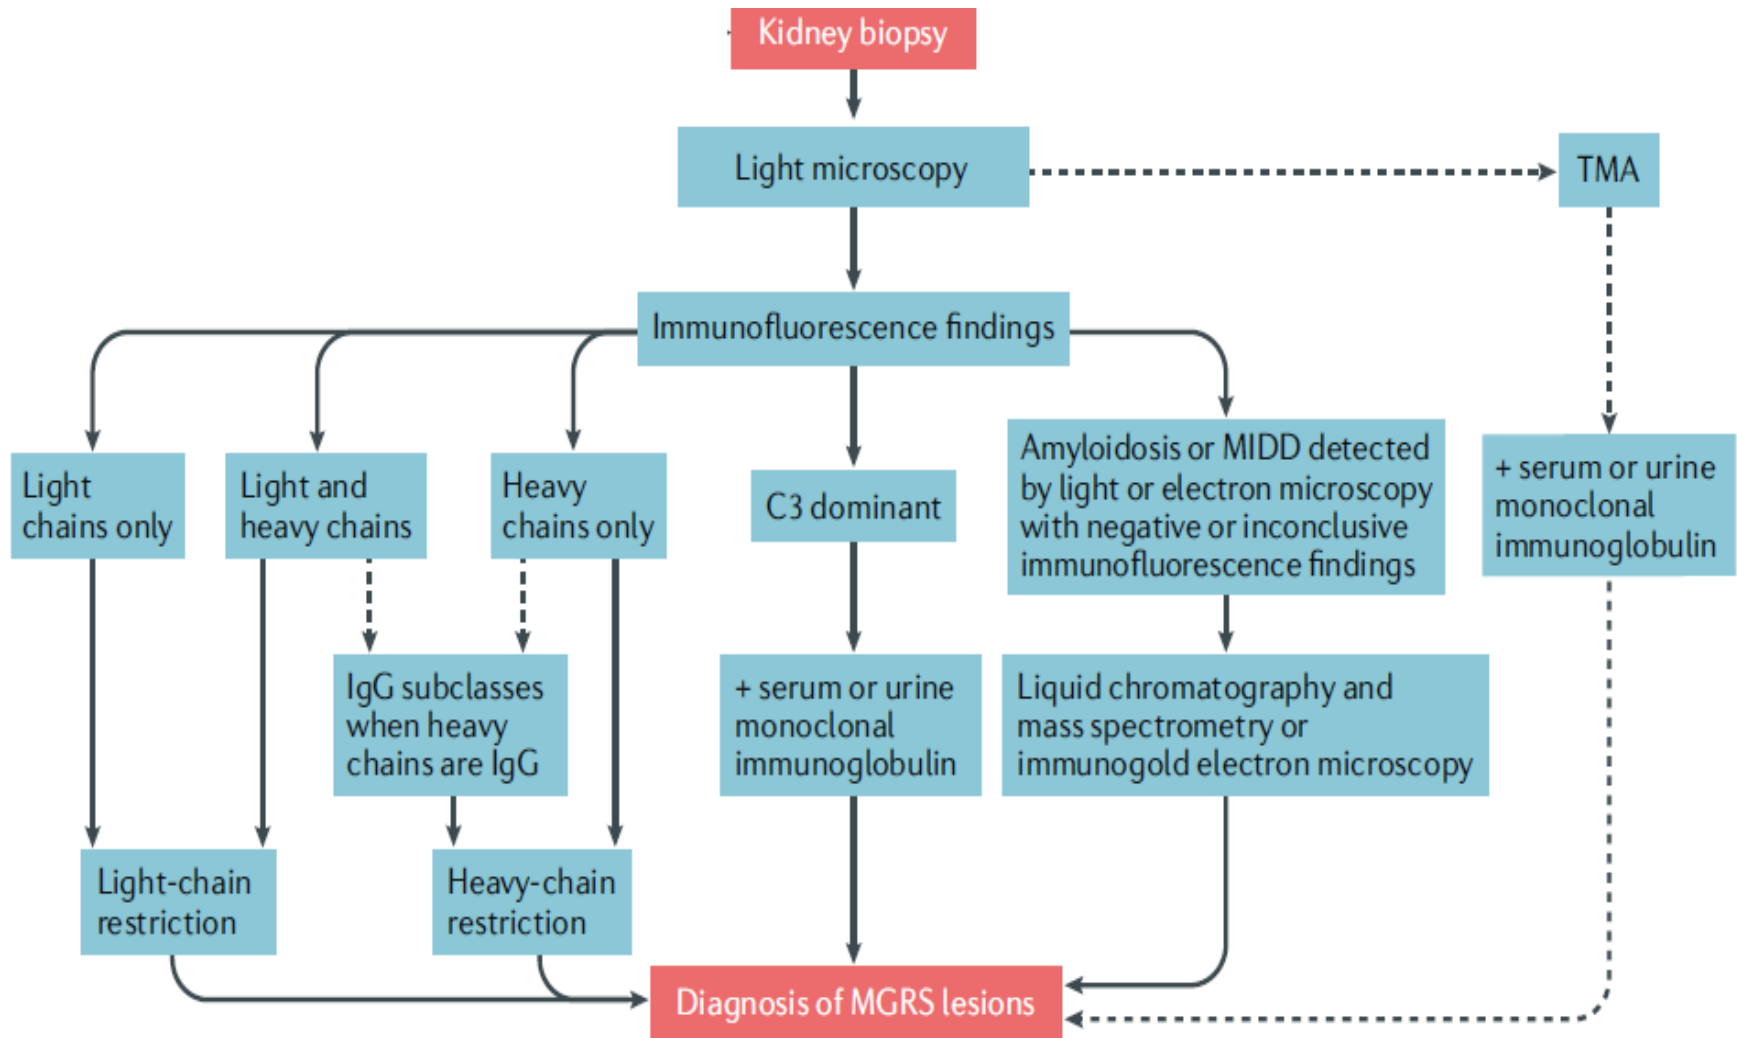 Kidney biopsy
Light microscopy
TMA
Immunofluorescence findings
Light
chains only
Light and
heavy chains
Heavy
chains only
C3 dominant
Amyloidosis or MIDD detected
by light or electron microscopy
with negative or inconclusive
immunofluorescence findings
+ serum or urine
monoclonal
immunoglobulin
IgG subclasses
when heavy
chains are IgG
+ serum or urine
monoclonal
immunoglobulin
Liquid chromatography and
mass spectrometry or
immunogold electron microscopy
Light-chain
restriction
Heavy-chain
restriction
Diagnosis of MGRS lesions